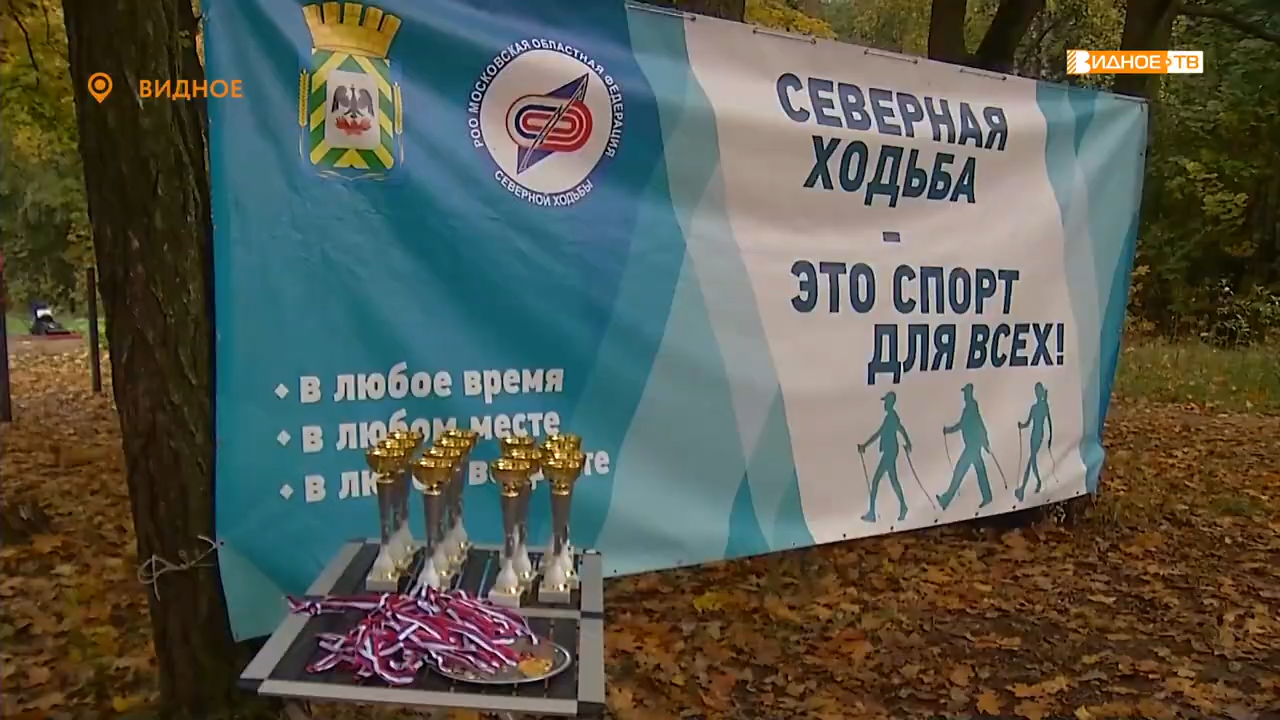 ВИДНОЕ
ВИДНОЕ ТВ
РОО МОСКОВСКАЯ ОБЛАСТНАЯ ФЕДЕРАЦИЯ
СЕВЕРНОЙ ХОДЬБЫ
СЕВЕРНАЯ
ХОДЬБА
-
ЭТО СПОРТ
ДЛЯ ВСЕХ!
• в любое время
• в любом месте
• в